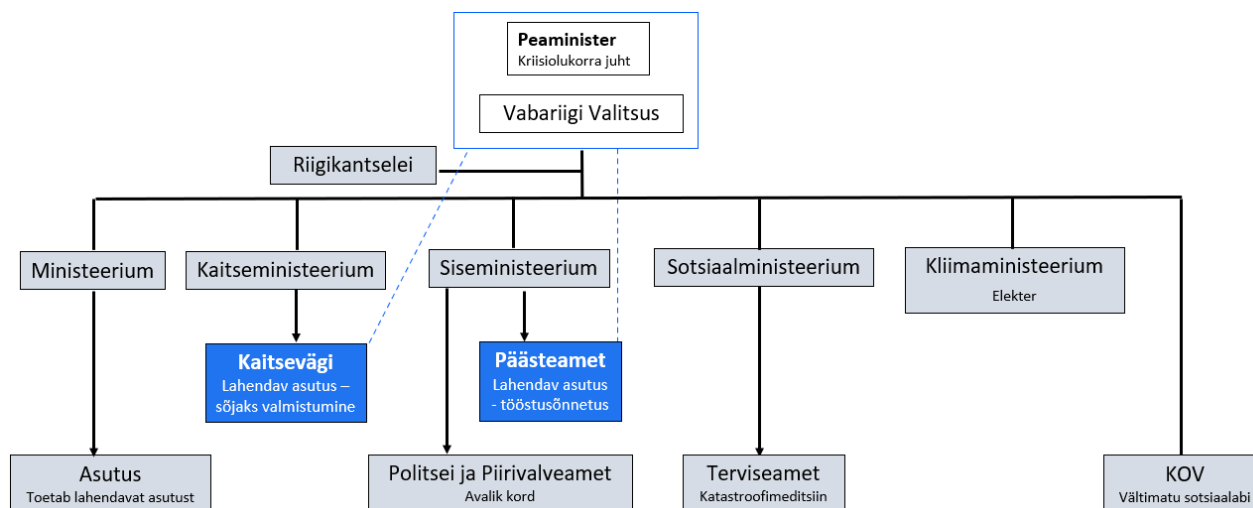 Peaminister
Kriisiolukorra juht
Vabariigi Valitsus
Riigikantselei
Ministeerium
Kaitseministeerium
Siseministeerium
Sotsiaalministeerium
Kliimaministeerium
Elekter
Kaitsevägi
Lahendav asutus –
sõjaks valmistumine
Päästeamet
Lahendav asutus
- tööstusõnnetus
Asutus
Toetab lahendavat asutust
Politsei ja Piirivalveamet
Avalik kord
Terviseamet
Katastroofimeditsiin
KOV
Vältimatu sotsiaalabi